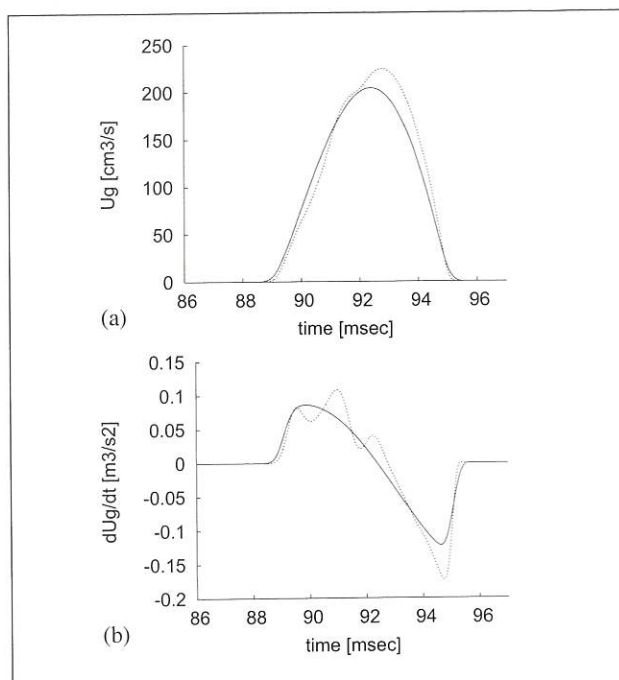 250
200
150
100
50
0
Ug [cm3/s]
86 88 90 92 94 96
(a)
time [msec]
0.15
0.1
0.05
0
-0.05
-0.1
-0.15
-0.2
dUg/dt [m3/s2]
86 88 90 92 94 96
(b)
time [msec]